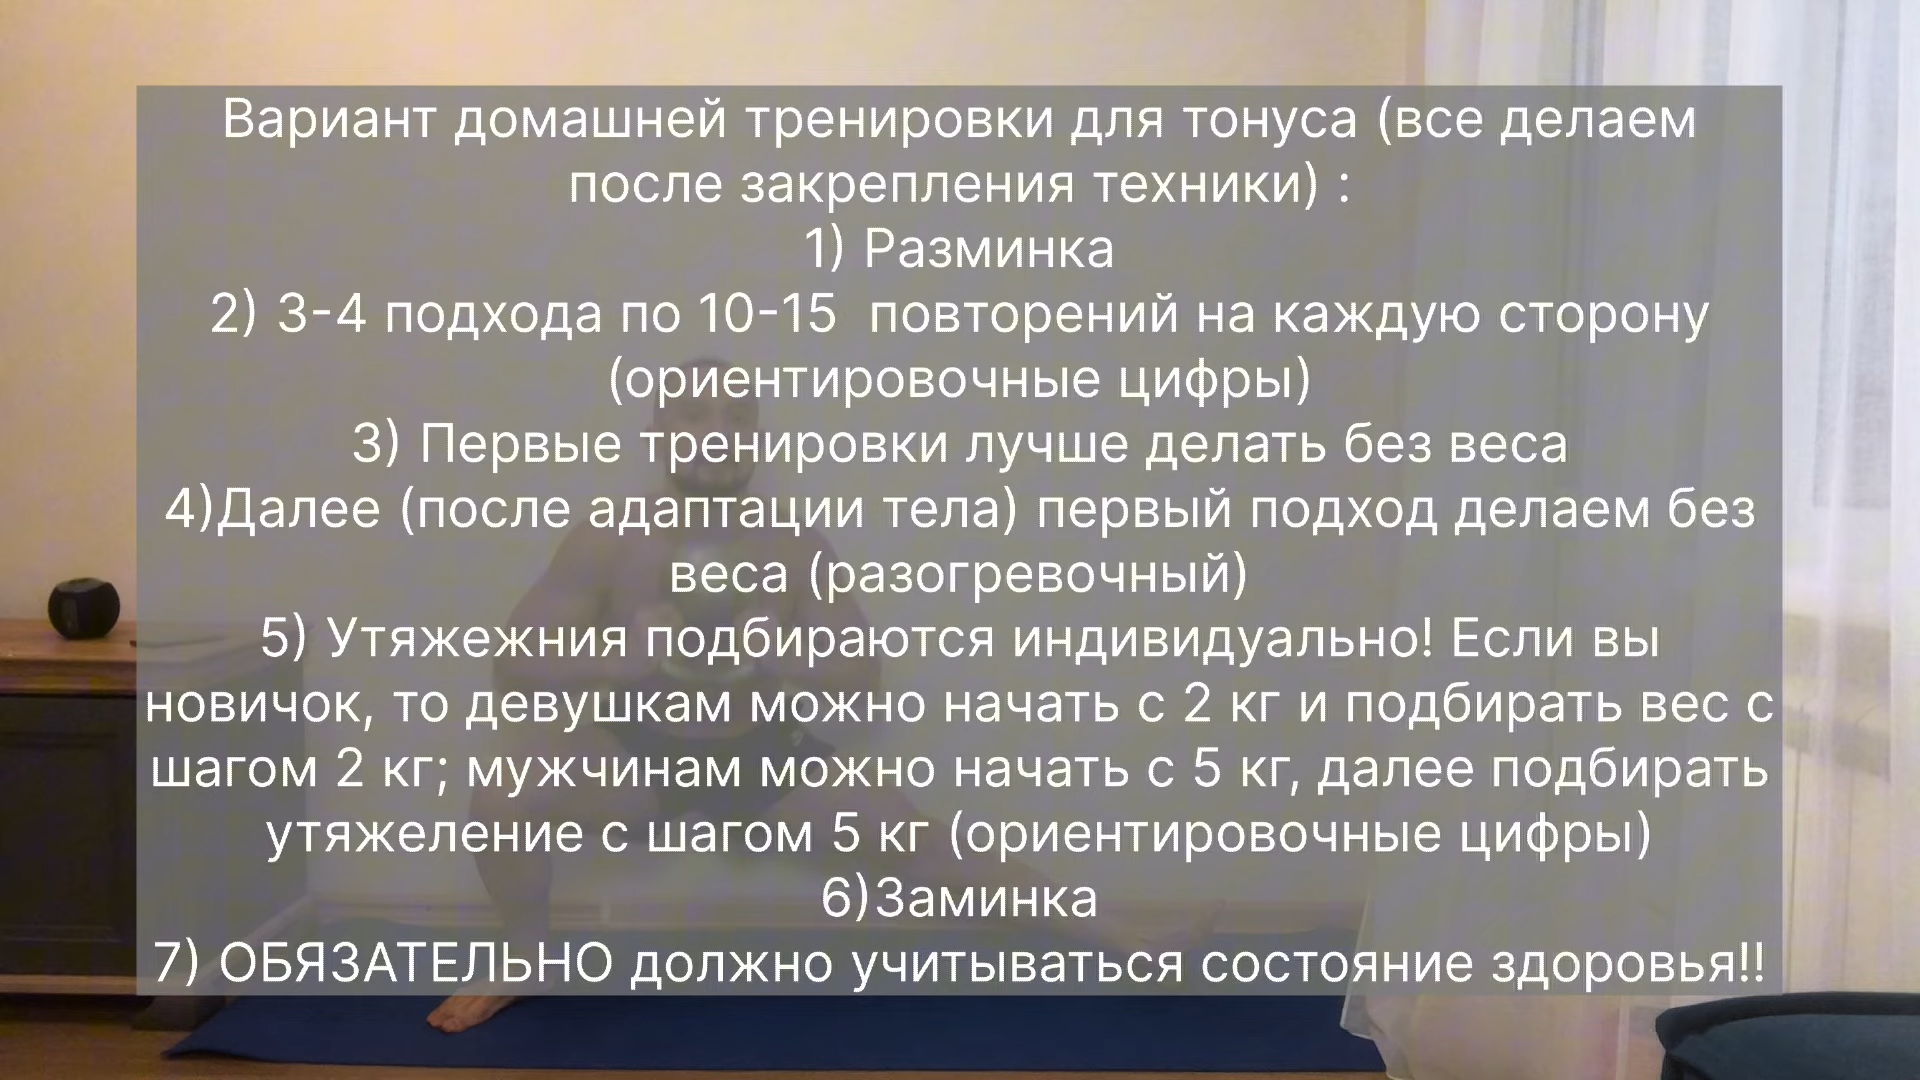 Вариант домашней тренировки для тонуса (все делаем
после закрепления техники) :
1) Разминка
2) 3-4 подхода по 10-15  повторений на каждую сторону
(ориентировочные цифры)
3) Первые тренировки лучше делать без веса
4)Далее (после адаптации тела) первый подход делаем без
веса (разогревочный)
5) Утяжежния подбираются индивидуально! Если вы
новичок, то девушкам можно начать с 2 кг и подбирать вес с
шагом 2 кг; мужчинам можно начать с 5 кг, далее подбирать
утяжеление с шагом 5 кг (ориентировочные цифры)
6)Заминка
7) ОБЯЗАТЕЛЬНО должно учитываться состояние здоровья!!